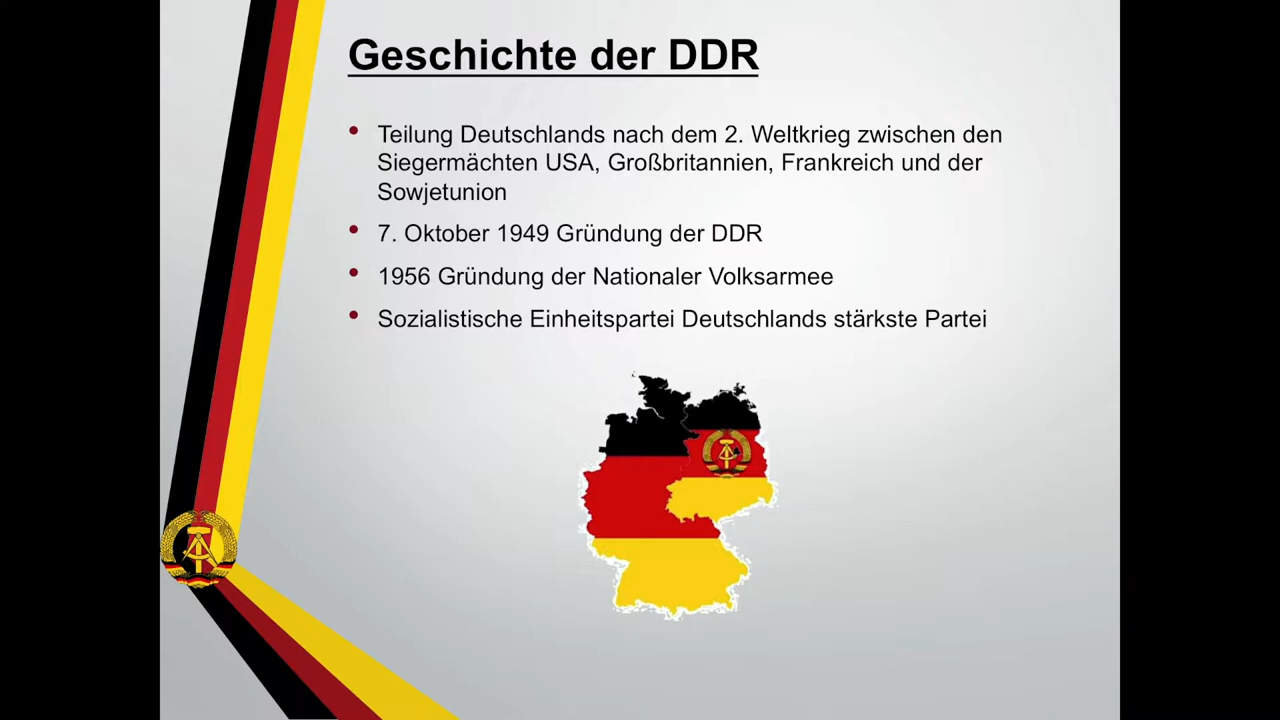 Geschichte der DDR
Teilung Deutschlands nach dem 2. Weltkrieg zwischen den
Siegermächten USA, Großbritannien, Frankreich und der
Sowjetunion
7. Oktober 1949 Gründung der DDR
1956 Gründung der Nationaler Volksarmee
Sozialistische Einheitspartei Deutschlands stärkste Partei